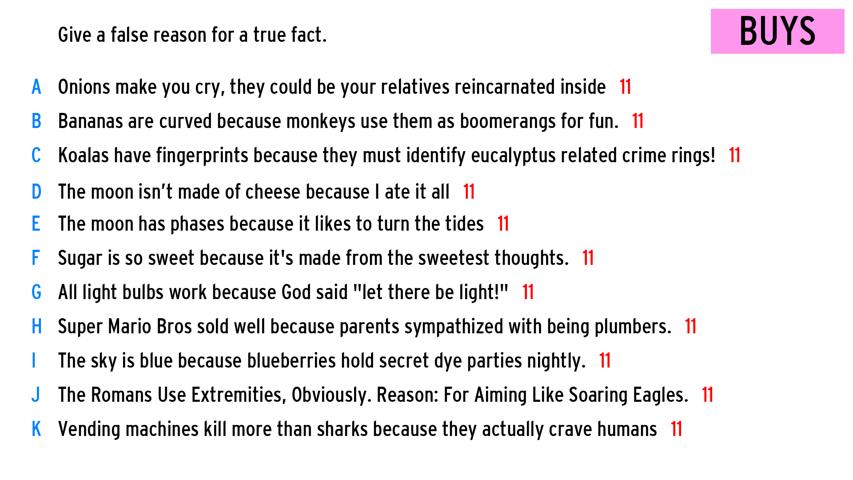 Give a false reason for a true fact.
BUYS
A Onions make you cry, they could be your relatives reincarnated inside 11
B Bananas are curved because monkeys use them as boomerangs for fun. 11
C Koalas have fingerprints because they must identify eucalyptus related crime rings! 11
D The moon isn't made of cheese because I ate it all 11
E The moon has phases because it likes to turn the tides 11
F Sugar is so sweet because it's made from the sweetest thoughts. 11
G All light bulbs work because God said "let there be light!" 11
H Super Mario Bros sold well because parents sympathized with being plumbers. 11
I The sky is blue because blueberries hold secret dye parties nightly. 11
J The Romans Use Extremities, Obviously. Reason: For Aiming Like Soaring Eagles. 11
K Vending machines kill more than sharks because they actually crave humans 11